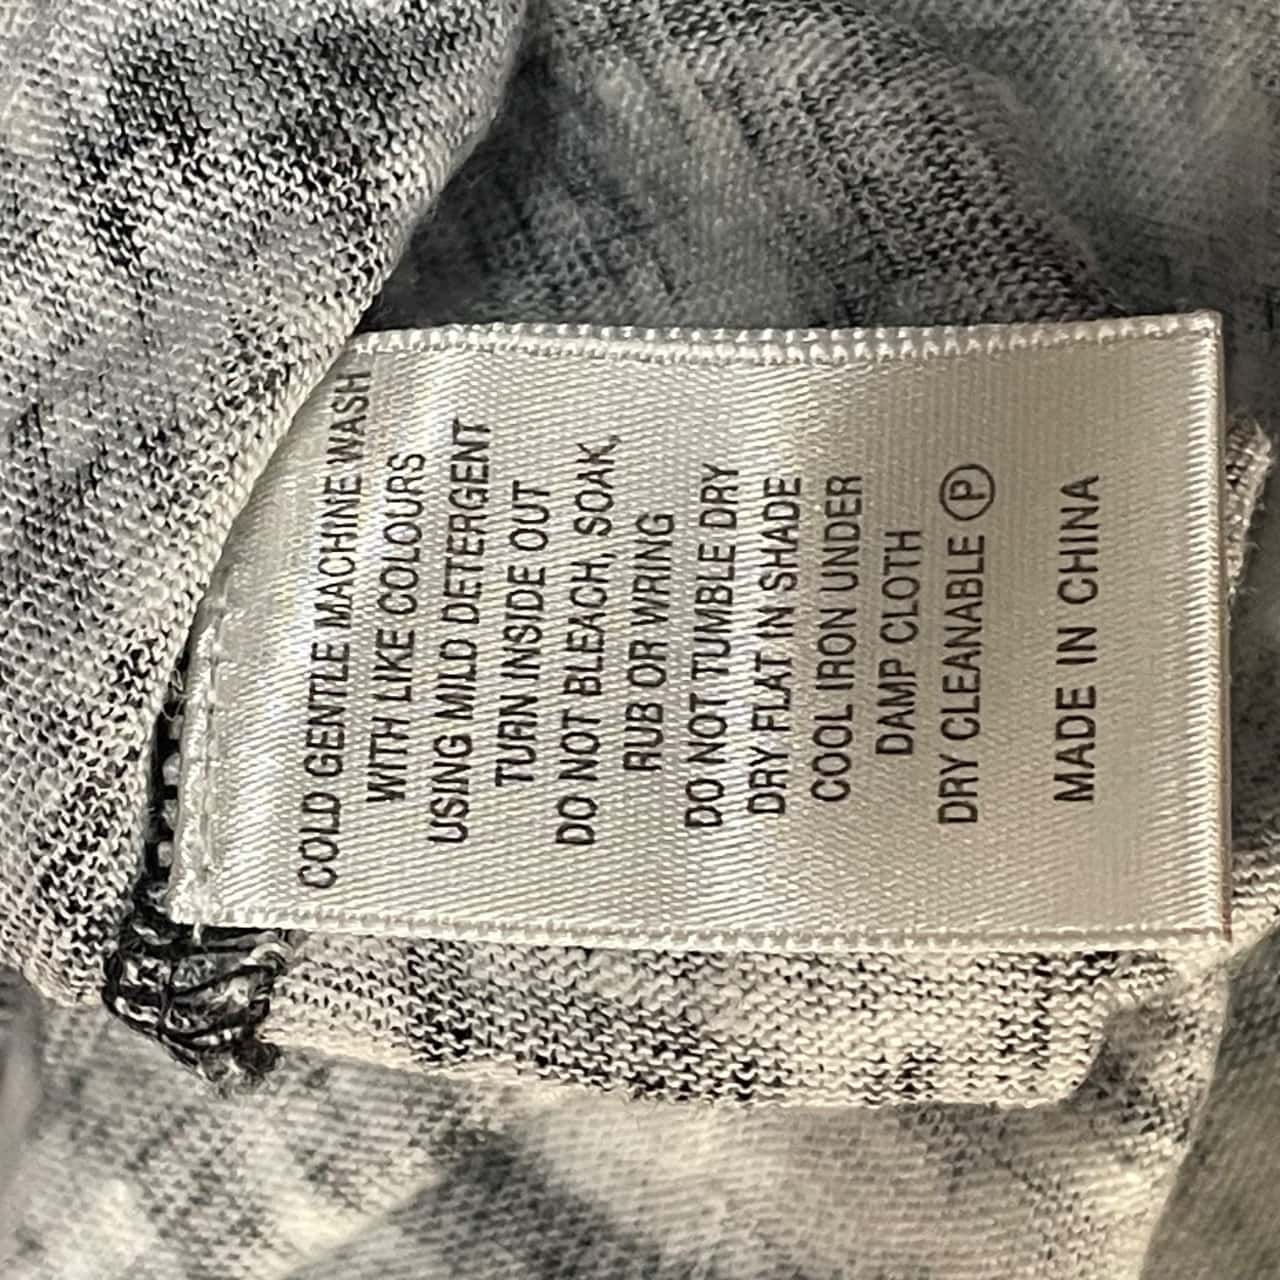 COLD GENTLE MACHINE WASH
WITH LIKE COLOURS
USING MILD DETERGENT
TURN INSIDE OUT
DO NOT BLEACH, SOAK,
RUB OR WRING
DO NOT TUMBLE DRY
DRY FLAT IN SHADE
COOL IRON UNDER
DAMP CLOTH
DRY CLEANABLE Ⓟ
MADE IN CHINA